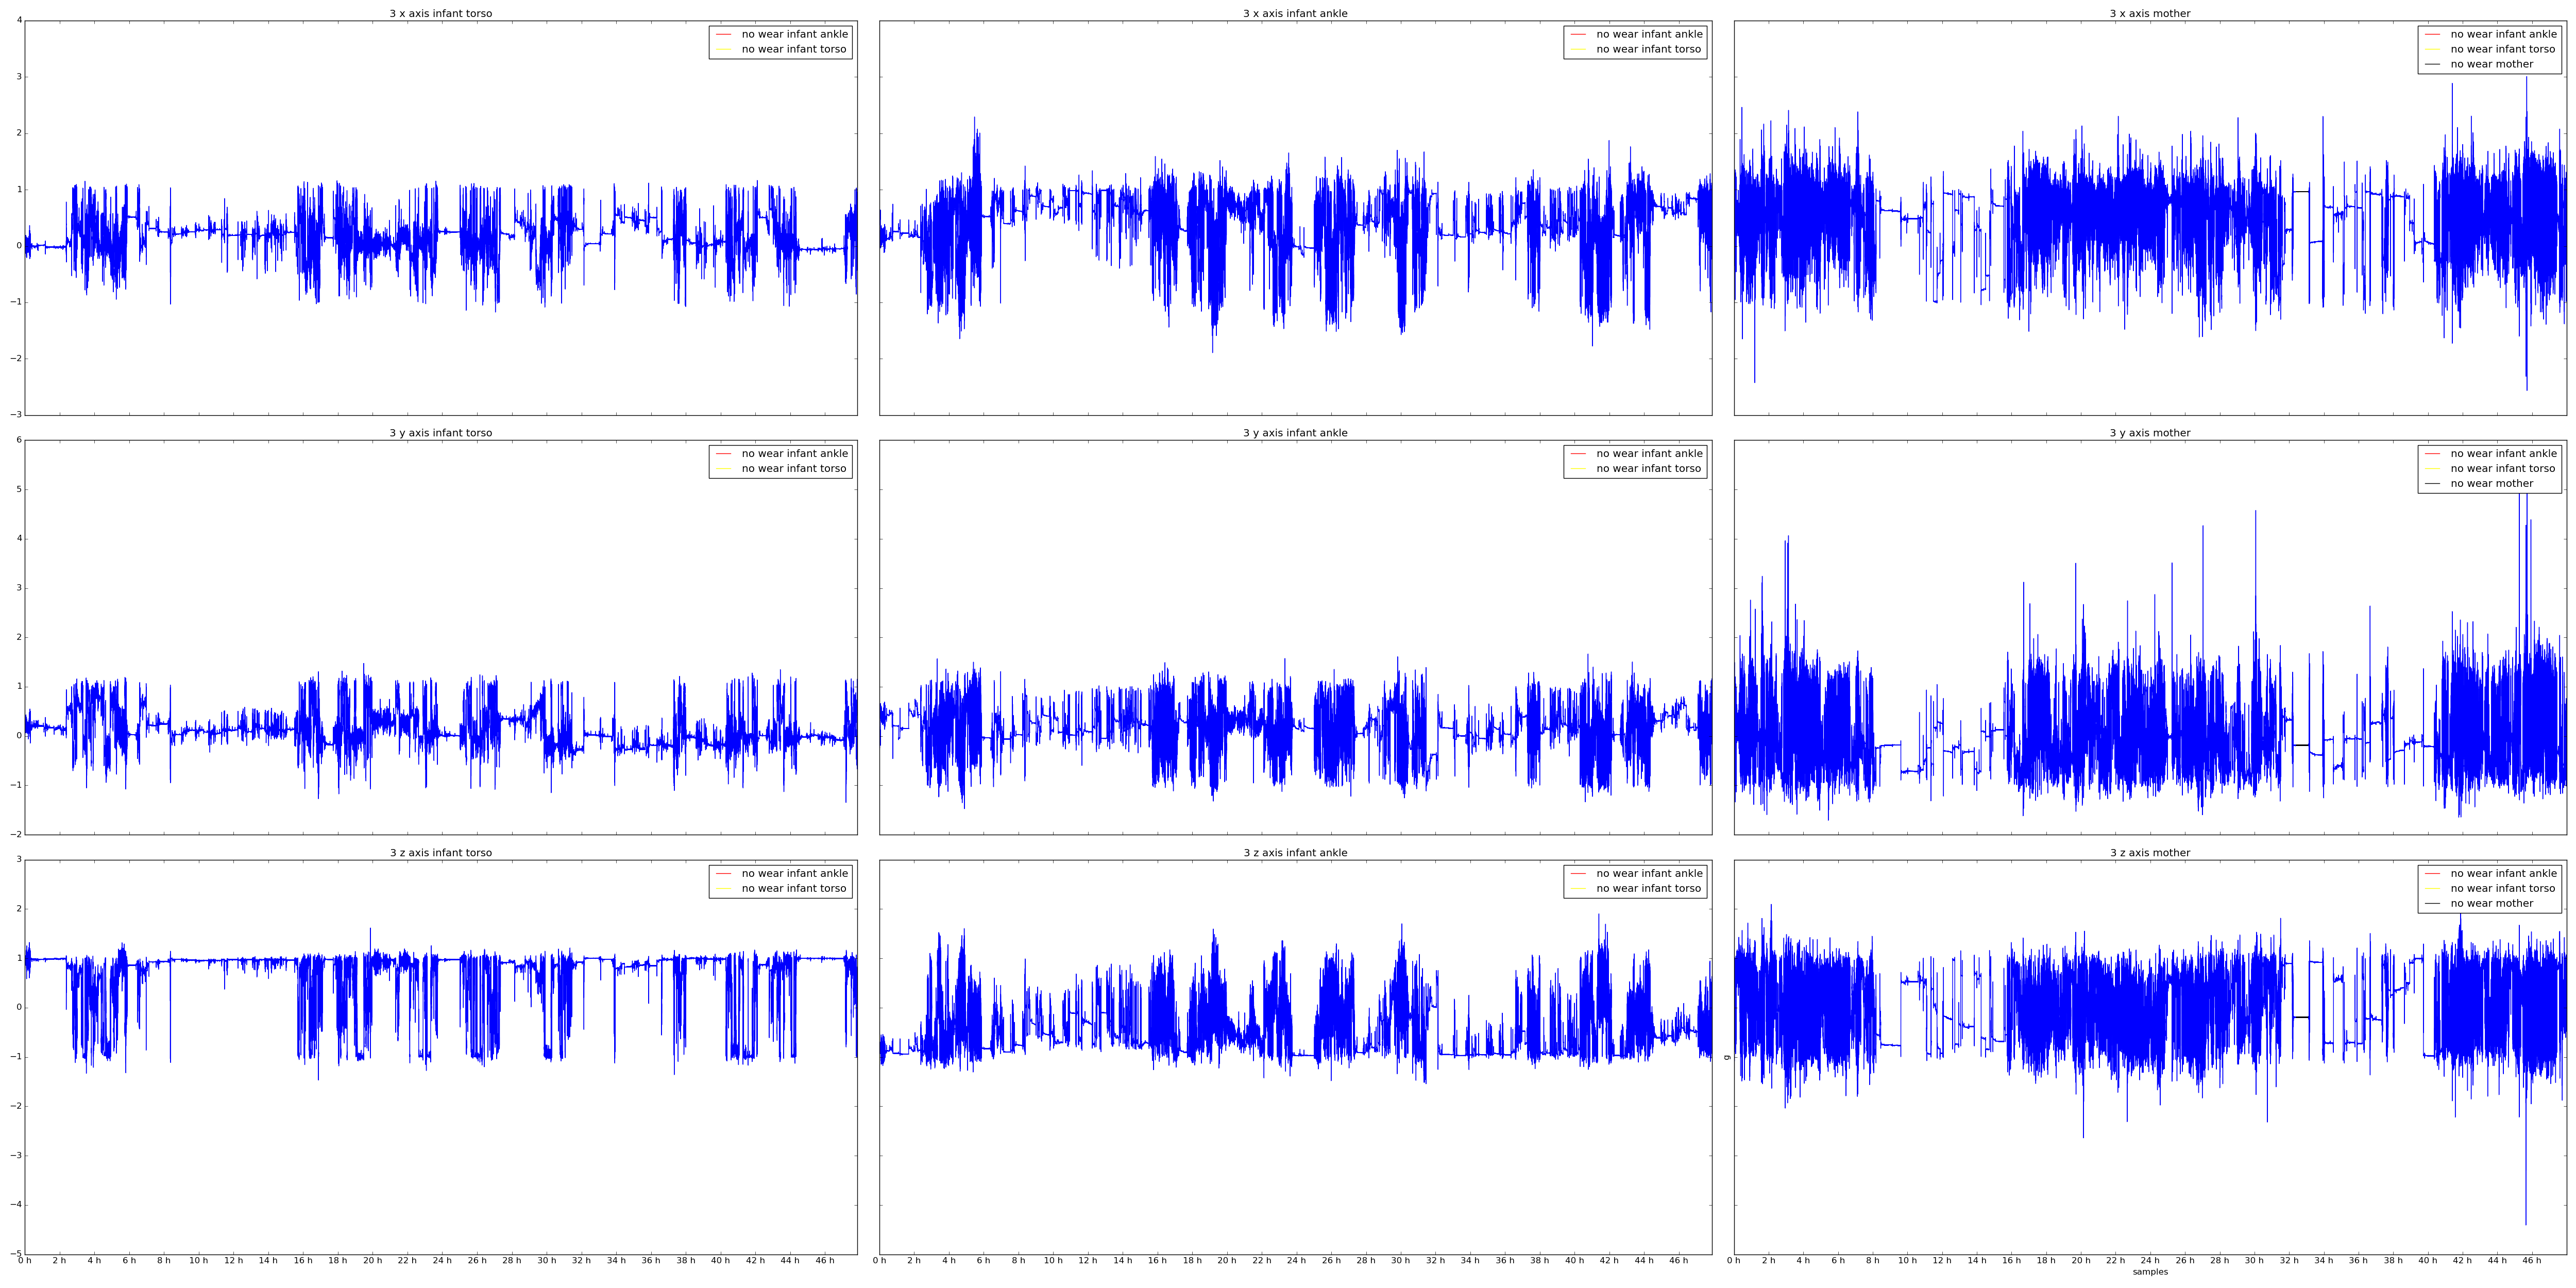 3 x axis infant torso
4
3
2
1
0
−1
−2
−3
no wear infant ankle
no wear infant torso
3 x axis infant ankle
no wear infant ankle
no wear infant torso
3 x axis mother
no wear infant ankle
no wear infant torso
no wear mother
3 y axis infant torso
6
5
4
3
2
1
0
−1
−2
no wear infant ankle
no wear infant torso
3 y axis infant ankle
no wear infant ankle
no wear infant torso
3 y axis mother
no wear infant ankle
no wear infant torso
no wear mother
3 z axis infant torso
3
2
1
0
−1
−2
−3
−4
−5
no wear infant ankle
no wear infant torso
0 h 2 h 4 h 6 h 8 h 10 h 12 h 14 h 16 h 18 h 20 h 22 h 24 h 26 h 28 h 30 h 32 h 34 h 36 h 38 h 40 h 42 h 44 h 46 h
3 z axis infant ankle
no wear infant ankle
no wear infant torso
0 h 2 h 4 h 6 h 8 h 10 h 12 h 14 h 16 h 18 h 20 h 22 h 24 h 26 h 28 h 30 h 32 h 34 h 36 h 38 h 40 h 42 h 44 h 46 h
3 z axis mother
no wear infant ankle
no wear infant torso
no wear mother
g
0 h 2 h 4 h 6 h 8 h 10 h 12 h 14 h 16 h 18 h 20 h 22 h 24 h 26 h 28 h 30 h 32 h 34 h 36 h 38 h 40 h 42 h 44 h 46 h
samples